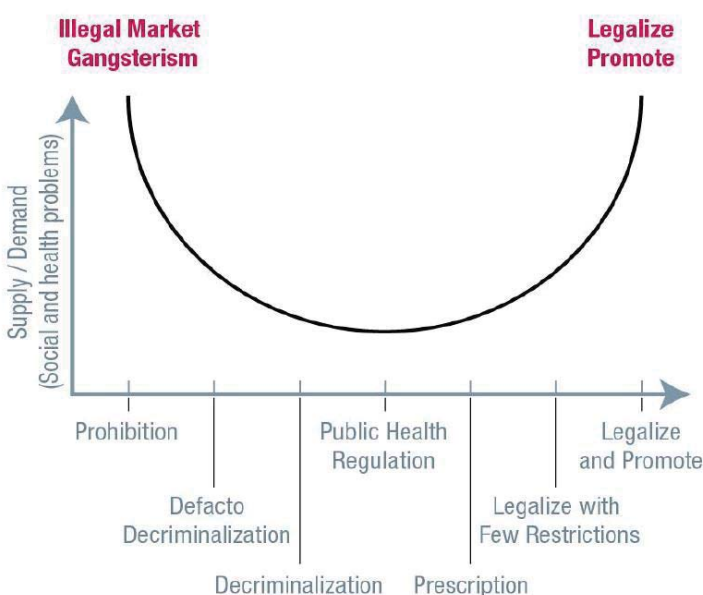 Illegal Market
Gangsterism
Legalize
Promote
Supply / Demand
(Social and health problems)
Prohibition
Public Health
Regulation
Legalize
and Promote
Defacto
Decriminalization
Legalize with
Few Restrictions
Decriminalization
Prescription